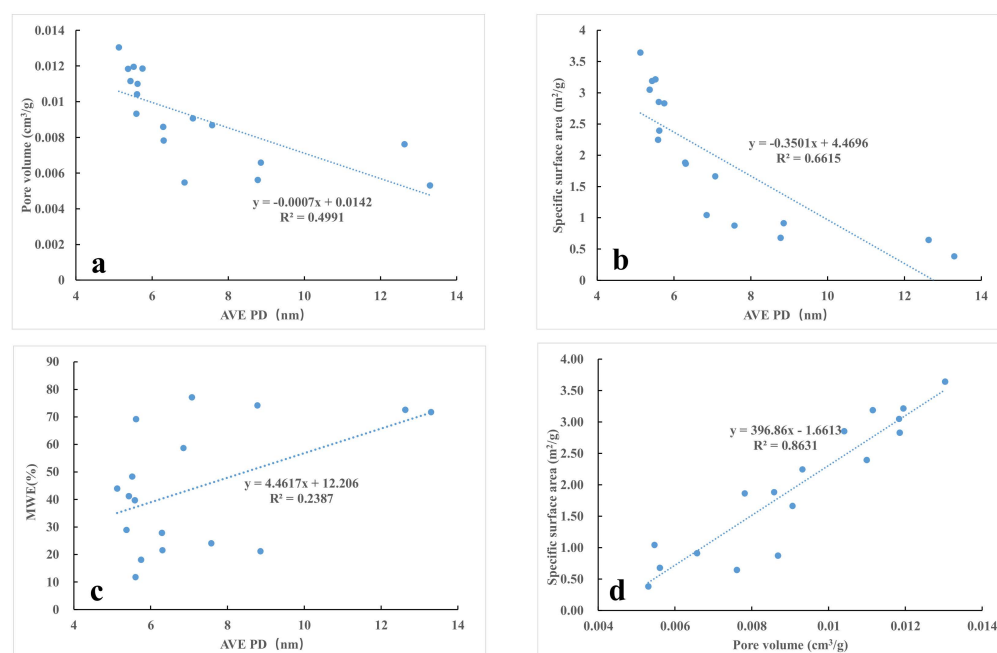 0.014
0.012
0.01
0.008
0.006
0.004
0.002
0
Pore volume (cm³/g)
y = -0.0007x + 0.0142
R² = 0.4991
a
4 6 8 10 12 14
AVE PD (nm)
4
3.5
3
2.5
2
1.5
1
0.5
0
Specific surface area (m²/g)
y = -0.3501x + 4.4696
R² = 0.6615
b
4 6 8 10 12 14
AVE PD (nm)
90
80
70
60
50
40
30
20
10
0
MWE(%)
y = 4.4617x + 12.206
R² = 0.2387
c
4 6 8 10 12 14
AVE PD (nm)
4.00
3.50
3.00
2.50
2.00
1.50
1.00
0.50
0.00
Specific surface area (m²/g)
y = 396.86x - 1.6613
R² = 0.8631
d
0.004 0.006 0.008 0.01 0.012 0.014
Pore volume (cm³/g)